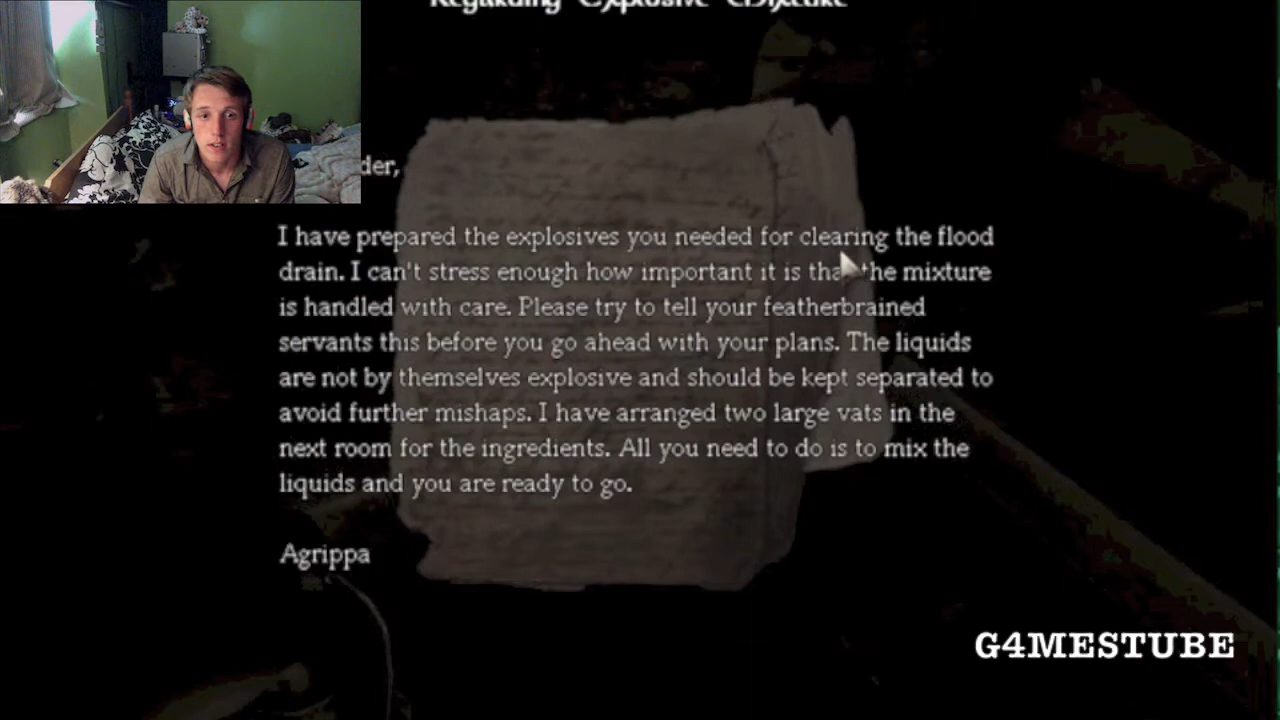 Regarding Explosive Mixture
der,
I have prepared the explosives you needed for clearing the flood
drain. I can't stress enough how important it is that the mixture
is handled with care. Please try to tell your featherbrained
servants this before you go ahead with your plans. The liquids
are not by themselves explosive and should be kept separated to
avoid further mishaps. I have arranged two large vats in the
next room for the ingredients. All you need to do is to mix the
liquids and you are ready to go.
Agrippa
G4MESTUBE